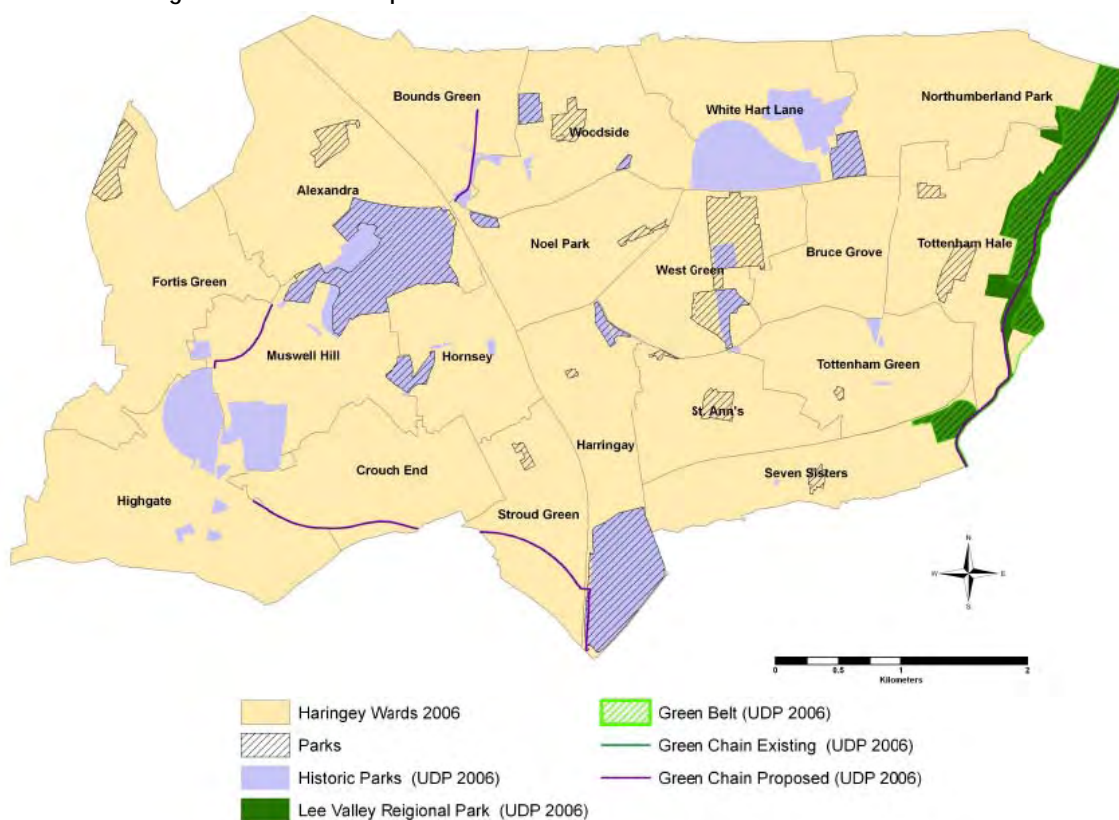 Bounds Green
White Hart Lane
Northumberland Park
Woodside
Alexandra
Noel Park
Tottenham Hale
Bruce Grove
West Green
Fortis Green
Muswell Hill
Hornsey
Tottenham Green
St. Ann's
Harringay
Crouch End
Seven Sisters
Highgate
Stroud Green
N
W E
S
0 0.5 1 2
Kilometers
Haringey Wards 2006
Parks
Historic Parks (UDP 2006)
Lee Valley Reigional Park (UDP 2006)
Green Belt (UDP 2006)
Green Chain Existing (UDP 2006)
Green Chain Proposed (UDP 2006)